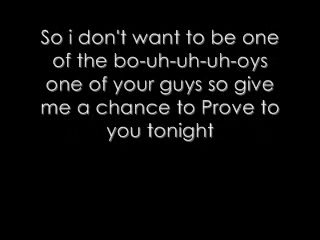 So i don't want to be one
of the bo-uh-uh-uh-oys
one of your guys so give
me a chance to Prove to
you tonight